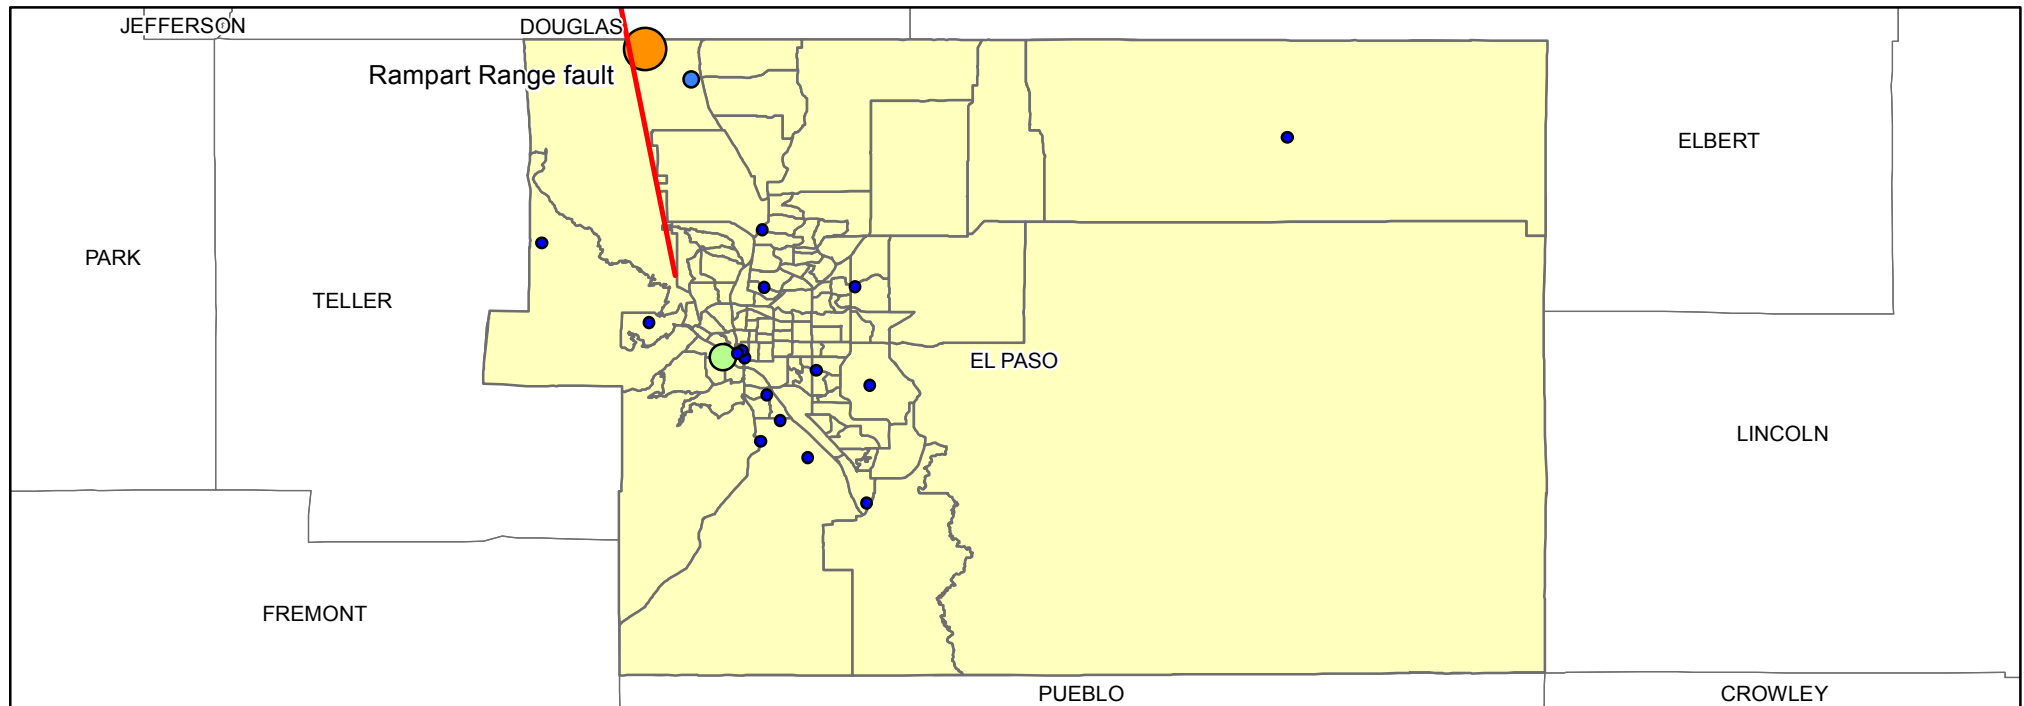 JEFFERSON
DOUGLAS
Rampart Range fault
ELBERT
PARK
TELLER
EL PASO
LINCOLN
FREMONT
PUEBLO
CROWLEY